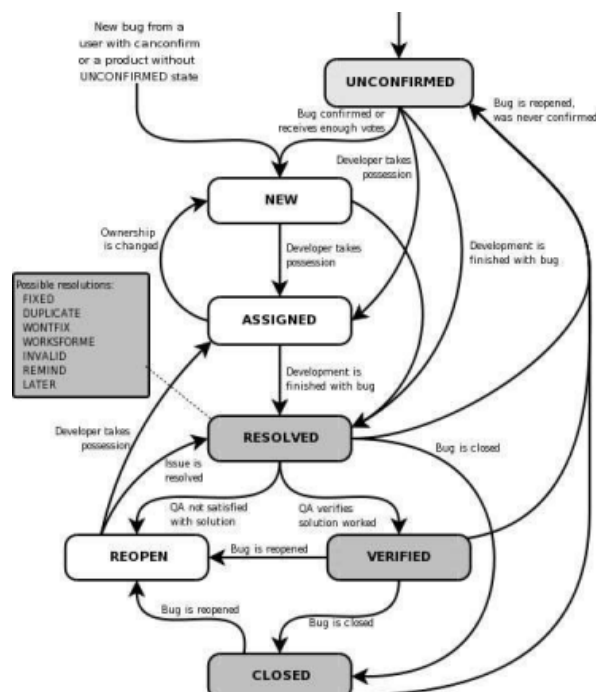 New bug from a
user with canconfirm
or a product without
UNCONFIRMED state
UNCONFIRMED
Bug is reopened,
was never confirmed
Bug confirmed or
receives enough votes
Developer takes
possession
NEW
Ownership
is changed
Developer takes
possession
Development is
finished with bug
Possible resolutions:
FIXED
DUPLICATE
WONTFIX
WORKSFORME
INVALID
REMIND
LATER
ASSIGNED
Development is
finished with bug
Developer takes
possession
RESOLVED
Bug is closed
Issue is
resolved
QA not satisfied
with solution
QA verifies
solution worked
REOPEN
Bug is reopened
VERIFIED
Bug is reopened
Bug is closed
CLOSED